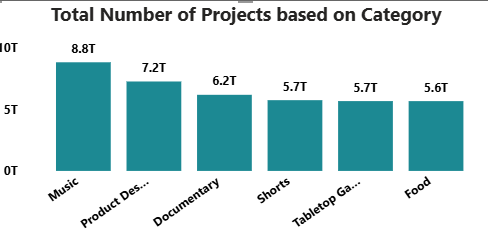 Total Number of Projects based on Category
10T
8.8T
7.2T
6.2T
5.7T
5.7T
5.6T
5T
0T
Music
Product Des...
Documentary
Shorts
Tabletop Ga...
Food